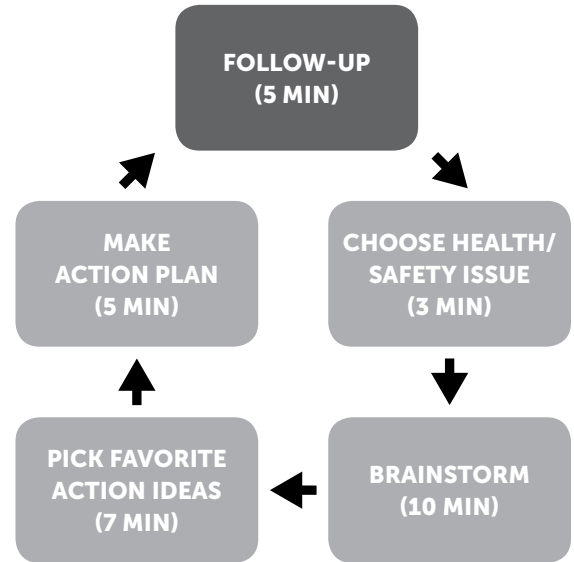 FOLLOW-UP
(5 MIN)
CHOOSE HEALTH/
SAFETY ISSUE
(3 MIN)
BRAINSTORM
(10 MIN)
PICK FAVORITE
ACTION IDEAS
(7 MIN)
MAKE
ACTION PLAN
(5 MIN)